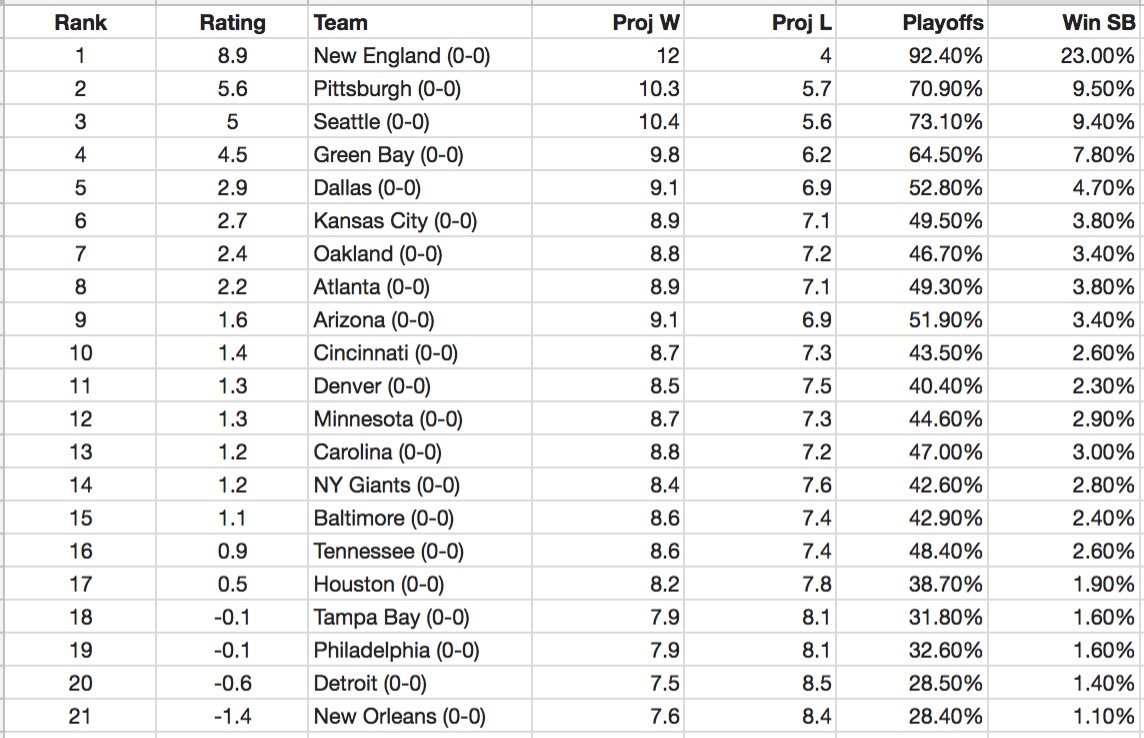 Rank Rating Team Proj W Proj L Playoffs Win SB
1 8.9 New England (0-0) 12 4 92.40% 23.00%
2 5.6 Pittsburgh (0-0) 10.3 5.7 70.90% 9.50%
3 5 Seattle (0-0) 10.4 5.6 73.10% 9.40%
4 4.5 Green Bay (0-0) 9.8 6.2 64.50% 7.80%
5 2.9 Dallas (0-0) 9.1 6.9 52.80% 4.70%
6 2.7 Kansas City (0-0) 8.9 7.1 49.50% 3.80%
7 2.4 Oakland (0-0) 8.8 7.2 46.70% 3.40%
8 2.2 Atlanta (0-0) 8.9 7.1 49.30% 3.80%
9 1.6 Arizona (0-0) 9.1 6.9 51.90% 3.40%
10 1.4 Cincinnati (0-0) 8.7 7.3 43.50% 2.60%
11 1.3 Denver (0-0) 8.5 7.5 40.40% 2.30%
12 1.3 Minnesota (0-0) 8.7 7.3 44.60% 2.90%
13 1.2 Carolina (0-0) 8.8 7.2 47.00% 3.00%
14 1.2 NY Giants (0-0) 8.4 7.6 42.60% 2.80%
15 1.1 Baltimore (0-0) 8.6 7.4 42.90% 2.40%
16 0.9 Tennessee (0-0) 8.6 7.4 48.40% 2.60%
17 0.5 Houston (0-0) 8.2 7.8 38.70% 1.90%
18 -0.1 Tampa Bay (0-0) 7.9 8.1 31.80% 1.60%
19 -0.1 Philadelphia (0-0) 7.9 8.1 32.60% 1.60%
20 -0.6 Detroit (0-0) 7.5 8.5 28.50% 1.40%
21 -1.4 New Orleans (0-0) 7.6 8.4 28.40% 1.10%